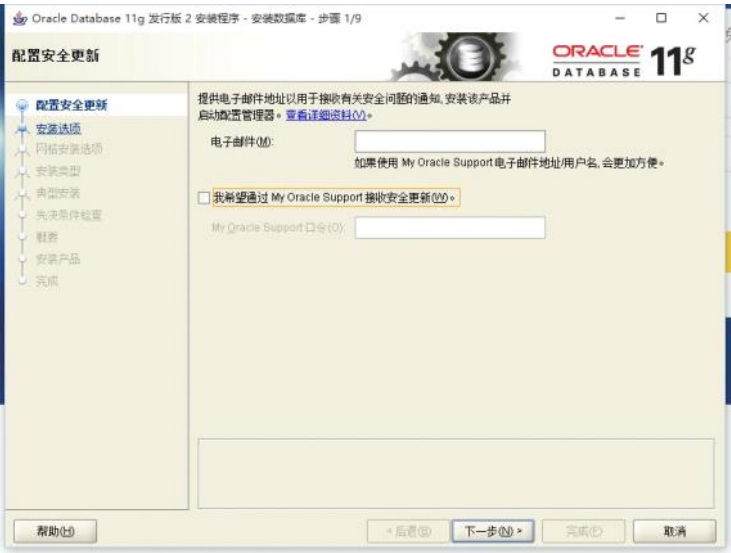 Oracle Database 11g 发行版 2 安装程序 - 安装数据库 - 步骤 1/9
配置安全更新
ORACLE
DATABASE 11g
配置安全更新
安装选项
网格安装选项
安装类型
典型安装
先决条件检查
概要
安装产品
完成
提供电子邮件地址以用于接收有关安全问题的通知, 安装该产品并
启动配置管理器。查看详细资料(V)。
电子邮件(M):
如果使用 My Oracle Support 电子邮件地址/用户名, 会更加方便。
我希望通过 My Oracle Support 接收安全更新(W)。
My Oracle Support 口令(O):
帮助(H)
< 后退(B)
下一步(N) >
完成(F)
取消